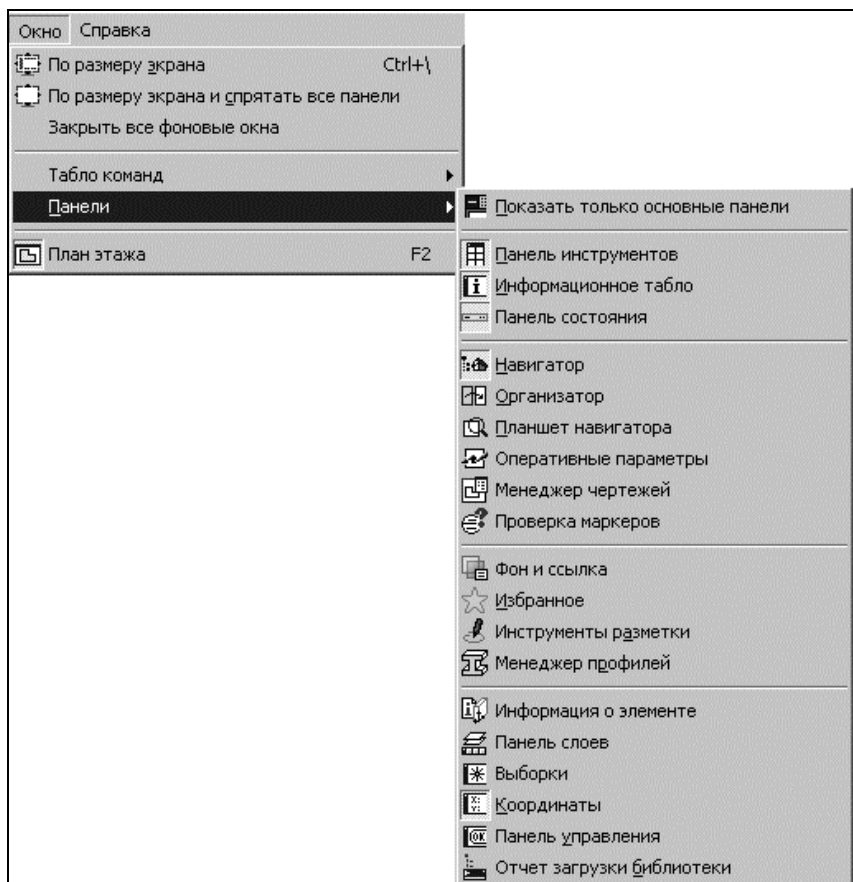 Окно Справка
По размеру экрана Ctrl+\
По размеру экрана и спрятать все панели
Закрыть все фоновые окна
Табло команд
Панели
План этажа F2
Показать только основные панели
Панель инструментов
Информационное табло
Панель состояния
Навигатор
Организатор
Планшет навигатора
Оперативные параметры
Менеджер чертежей
Проверка маркеров
Фон и ссылка
Избранное
Инструменты разметки
Менеджер профилей
Информация о элементе
Панель слоев
Выборки
Координаты
Панель управления
Отчет загрузки библиотеки